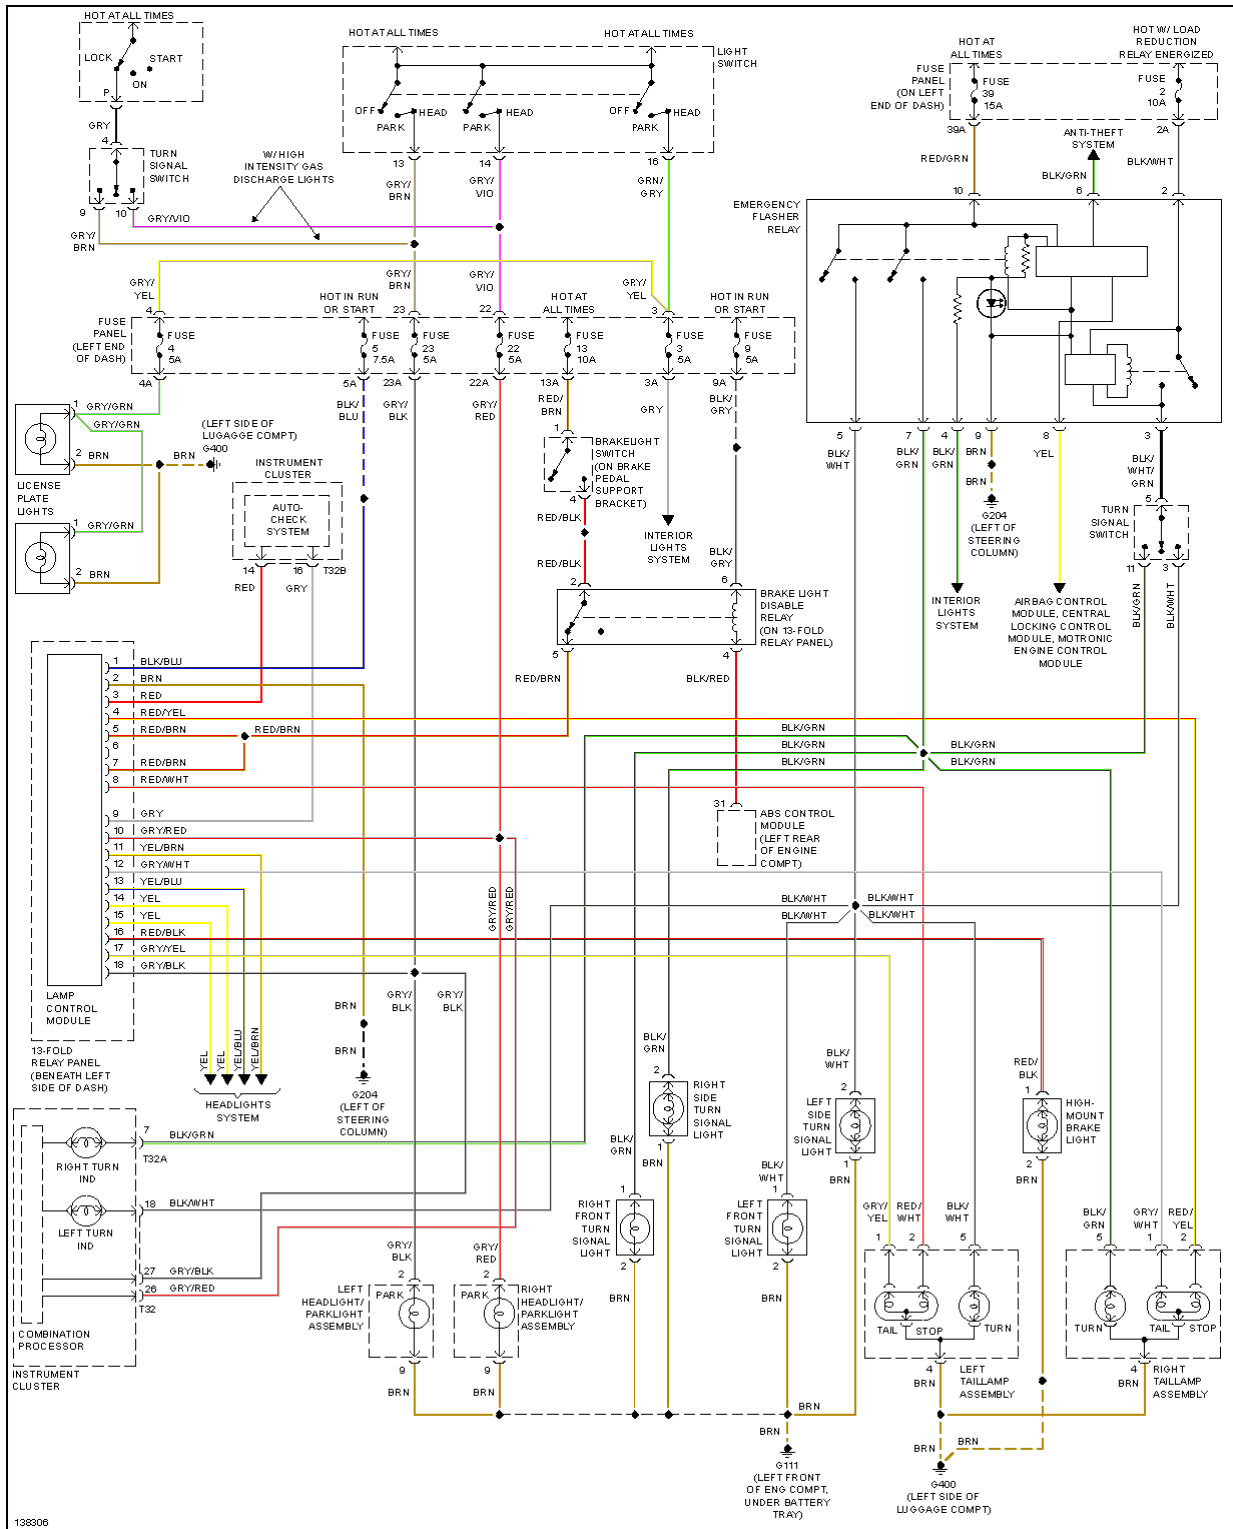 HOT AT ALL TIMES
LOCK
START
ON
P
GRY
4
TURN
SIGNAL
SWITCH
9
10
GRY/VIO
GRY/
BRN
W/HIGH
INTENSITY GAS
DISCHARGE LIGHTS
HOT AT ALL TIMES
HOT AT ALL TIMES
LIGHT
SWITCH
OFF
HEAD
PARK
HEAD
PARK
OFF
HEAD
PARK
13
14
16
GRY/
BRN
GRY/
VIO
GRN/
GRY
HOT AT
ALL TIMES
HOT W/ LOAD
REDUCTION
RELAY ENERGIZED
FUSE
PANEL
(ON LEFT
END OF DASH)
FUSE
39
15A
FUSE
2
10A
39A
2A
RED/GRN
ANTI-THEFT
SYSTEM
BLK/GRN
BLK/WHT
10
6
2
EMERGENCY
FLASHER
RELAY
5
7
4
9
8
3
BLK/
WHT
BLK/
GRN
BLK/
GRN
BRN
BRN
YEL
BLK/
WHT/
GRN
G204
(LEFT OF
STEERING
COLUMN)
5
TURN
SIGNAL
SWITCH
11
3
BLK/GRN
BLK/WHT
INTERIOR
LIGHTS
SYSTEM
AIRBAG CONTROL
MODULE, CENTRAL
LOCKING CONTROL
MODULE, MOTRONIC
ENGINE CONTROL
MODULE
GRY/
YEL
GRY/
BRN
GRY/
VIO
GRY/
YEL
HOT IN RUN
OR START
HOT AT
ALL TIMES
HOT IN RUN
OR START
4
23
22
3
FUSE
PANEL
(LEFT END
OF DASH)
FUSE
4
5A
FUSE
5
7.5A
FUSE
23
5A
FUSE
22
5A
FUSE
13
10A
FUSE
3
5A
FUSE
9
5A
4A
5A
23A
22A
13A
3A
9A
BLK/
BLU
GRY/
BLK
GRY/
RED
RED/
BRN
GRY
BLK/
GRY
1
GRY/GRN
GRY/GRN
2
BRN
BRN
LICENSE
PLATE
LIGHTS
1
GRY/GRN
2
BRN
(LEFT SIDE OF
LUGAGGE COMPT)
G400
INSTRUMENT
CLUSTER
AUTO-
CHECK
SYSTEM
14
16
T32B
RED
GRY
1
BRAKELIGHT
SWITCH
(ON BRAKE
PEDAL
SUPPORT
BRACKET)
4
RED/BLK
RED/BLK
INTERIOR
LIGHTS
SYSTEM
BLK/
GRY
2
6
BRAKE LIGHT
DISABLE
RELAY
(ON 13-FOLD
RELAY PANEL)
5
4
RED/BRN
BLK/RED
1
BLK/BLU
2
BRN
3
RED
4
RED/YEL
5
RED/BRN
RED/BRN
6
7
RED/BRN
8
RED/WHT
9
GRY
10
GRY/RED
11
YEL/BRN
12
GRY/WHT
13
YEL/BLU
14
YEL
15
YEL
16
RED/BLK
17
GRY/YEL
18
GRY/BLK
LAMP
CONTROL
MODULE
13-FOLD
RELAY PANEL
(BENEATH LEFT
SIDE OF DASH)
YEL
YEL
YEL/BLU
YEL/BRN
HEADLIGHTS
SYSTEM
BRN
BRN
G204
(LEFT OF
STEERING
COLUMN)
GRY/
BLK
GRY/
BLK
GRY/RED
GRY/RED
BLK/GRN
BLK/GRN
BLK/GRN
BLK/GRN
BLK/GRN
31
ABS CONTROL
MODULE
(LEFT REAR
OF ENGINE
COMPT)
BLK/WHT
BLK/WHT
BLK/WHT
BLK/WHT
7
BLK/GRN
T32A
RIGHT TURN
IND
18
BLK/WHT
LEFT TURN
IND
27
GRY/BLK
26
GRY/RED
T32
COMBINATION
PROCESSOR
INSTRUMENT
CLUSTER
GRY/
BLK
2
PARK
LEFT
HEADLIGHT/
PARKLIGHT
ASSEMBLY
9
BRN
GRY/
RED
2
PARK
RIGHT
HEADLIGHT/
PARKLIGHT
ASSEMBLY
9
BRN
BLK/
GRN
1
RIGHT
FRONT
TURN
SIGNAL
LIGHT
2
BRN
BLK/
GRN
2
RIGHT
SIDE
TURN
SIGNAL
LIGHT
1
BRN
BLK/
WHT
1
LEFT
FRONT
TURN
SIGNAL
LIGHT
2
BRN
BLK/
WHT
2
LEFT
SIDE
TURN
SIGNAL
LIGHT
1
BRN
BRN
BRN
G111
(LEFT FRONT
OF ENG COMPT,
UNDER BATTERY
TRAY)
RED/
BLK
1
HIGH-
MOUNT
BRAKE
LIGHT
2
BRN
GRY/
YEL
RED/
WHT
BLK/
WHT
1
2
5
TAIL
STOP
TURN
4
BRN
LEFT
TAILLAMP
ASSEMBLY
BLK/
GRN
GRY/
WHT
RED/
YEL
5
1
2
TURN
TAIL
STOP
4
BRN
RIGHT
TAILLAMP
ASSEMBLY
BRN
BRN
G400
(LEFT SIDE OF
LUGGAGE COMPT)
138306